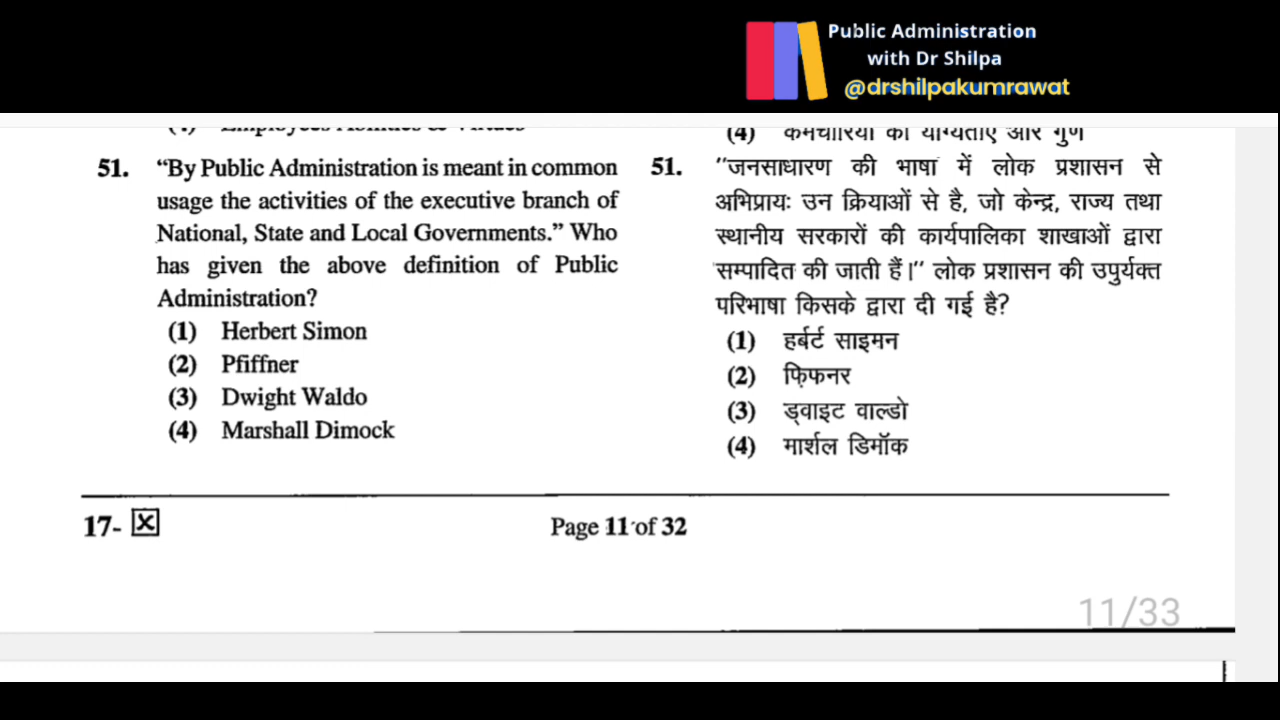 Public Administration
with Dr Shilpa
@drshilpakumrawat
(4) कर्मचारियों की योग्यताएं और गुण
51. “By Public Administration is meant in common
usage the activities of the executive branch of
National, State and Local Governments.” Who
has given the above definition of Public
Administration?
(1) Herbert Simon
(2) Pfiffner
(3) Dwight Waldo
(4) Marshall Dimock
51. “जनसाधारण की भाषा में लोक प्रशासन से
अभिप्रायः उन क्रियाओं से है, जो केन्द्र, राज्य तथा
स्थानीय सरकारों की कार्यपालिका शाखाओं द्वारा
सम्पादित की जाती हैं।” लोक प्रशासन की उपुर्यक्त
परिभाषा किसके द्वारा दी गई है?
(1) हर्बर्ट साइमन
(2) फ़िफनर
(3) ड्वाइट वाल्डो
(4) मार्शल डिमॉक
17- X
Page 11 of 32
11/33